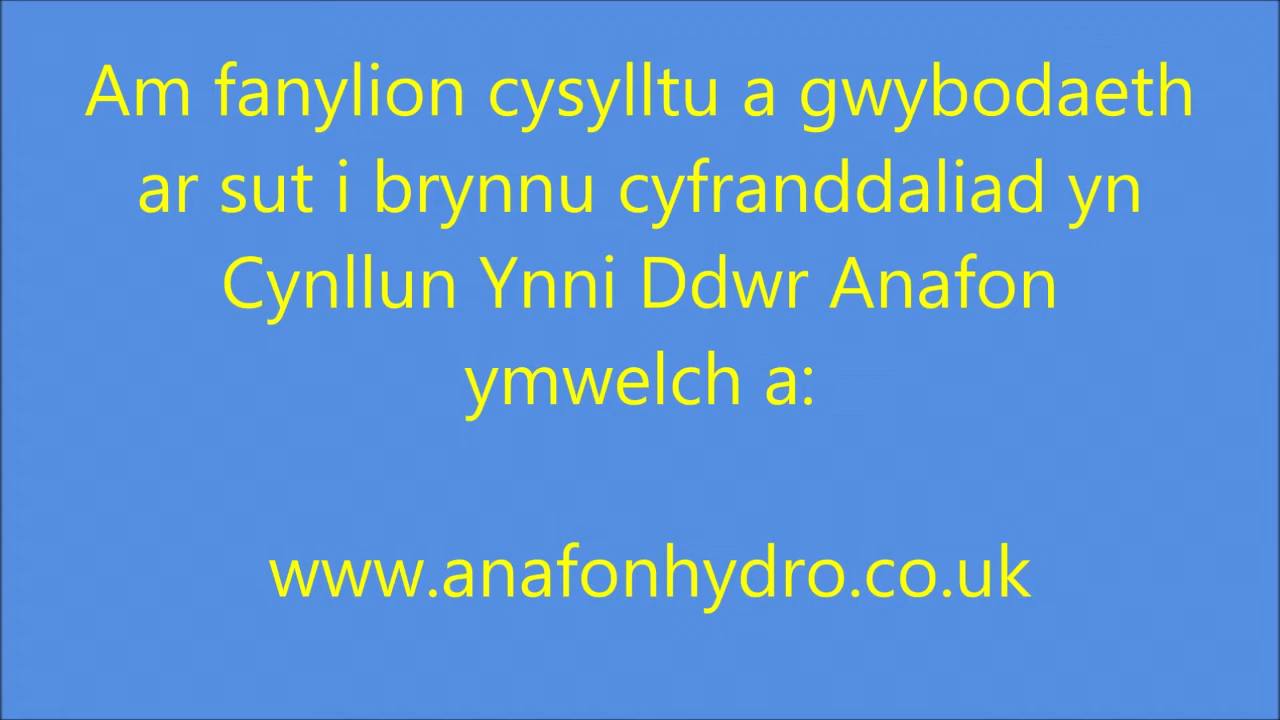 Am fanylion cysylltu a gwybodaeth
ar sut i brynnu cyfranddaliad yn
Cynllun Ynni Ddwr Anafon
ymwelch a:
www.anafonhydro.co.uk